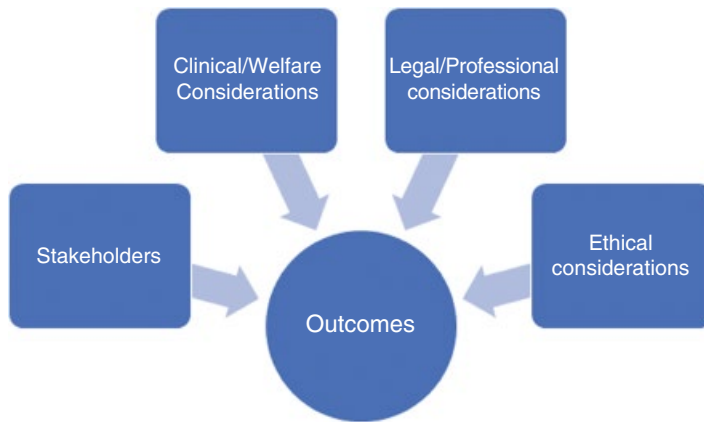 Clinical/Welfare
Considerations
Legal/Professional
considerations
Stakeholders
Ethical
considerations
Outcomes